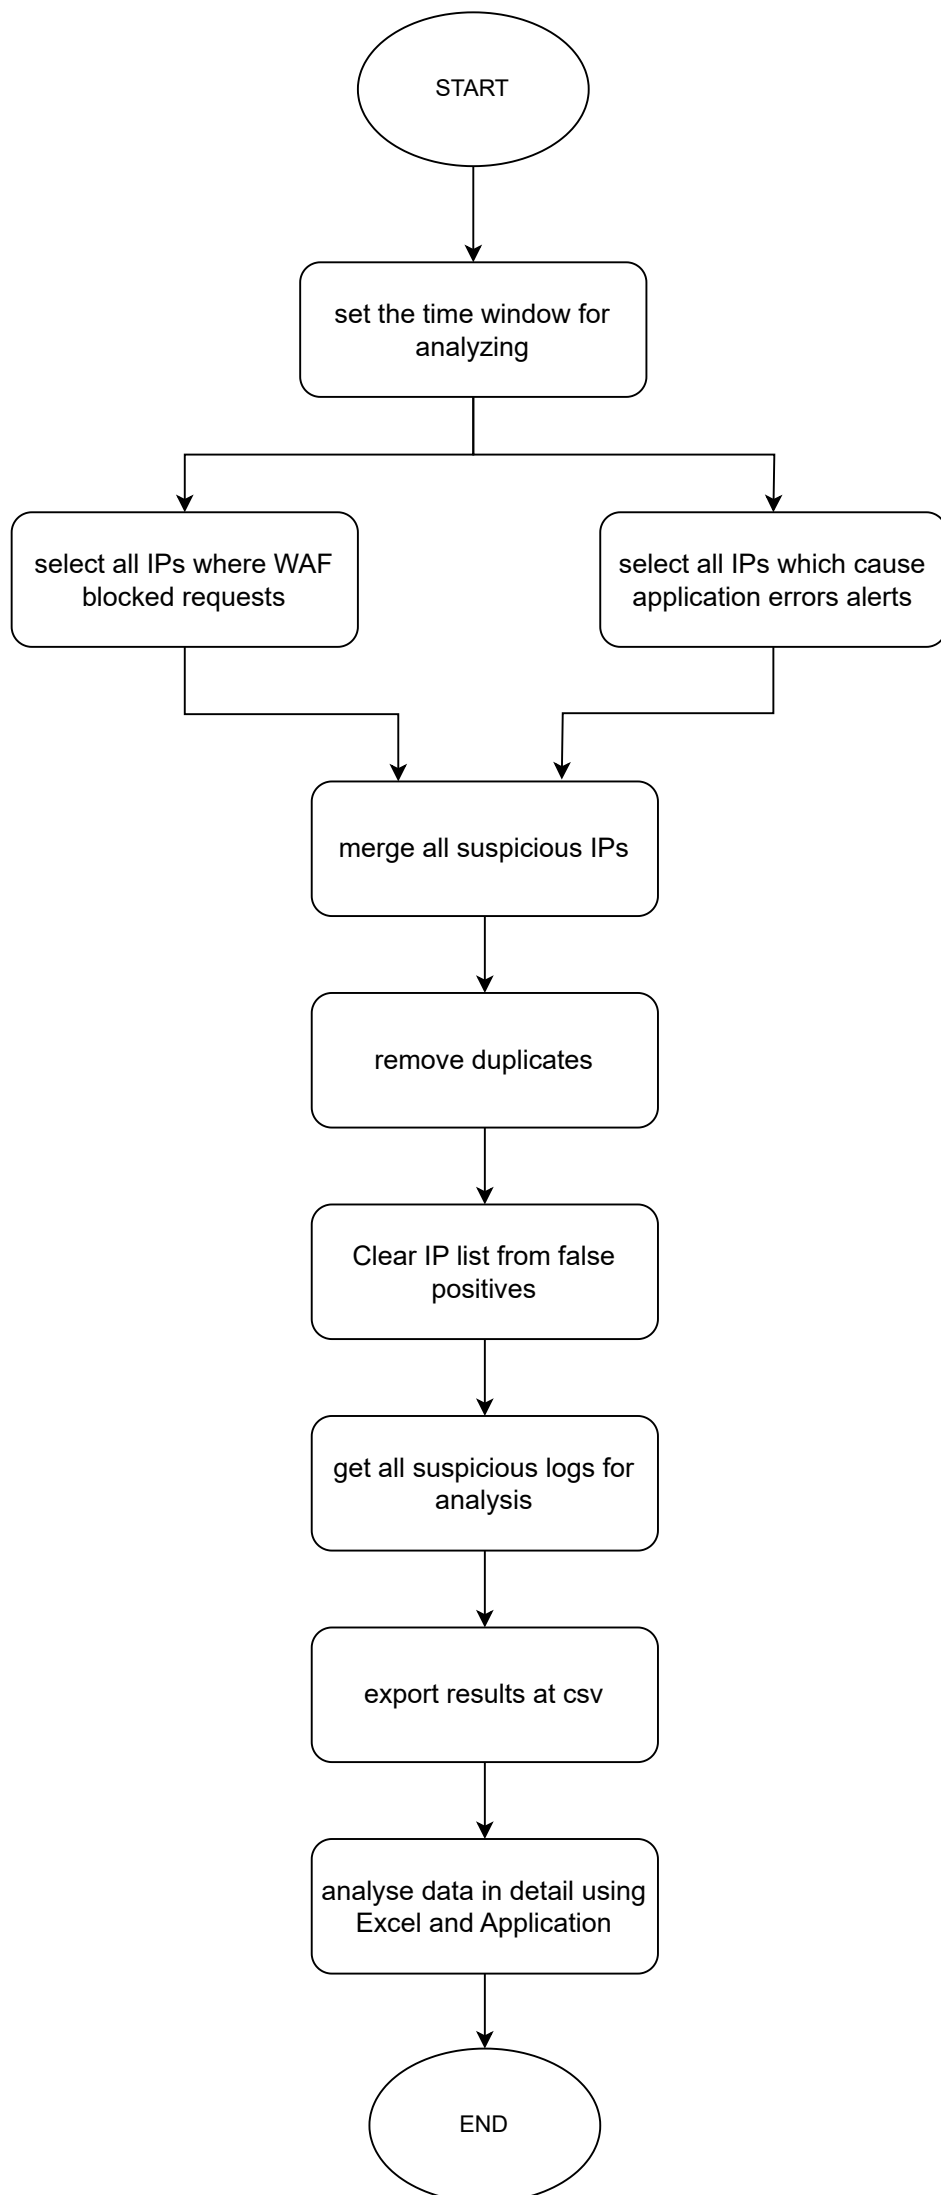 START
set the time window for
analyzing
select all IPs where WAF
blocked requests
select all IPs which cause
application errors alerts
merge all suspicious IPs
remove duplicates
Clear IP list from false
positives
get all suspicious logs for
analysis
export results at csv
analyse data in detail using
Excel and Application
END